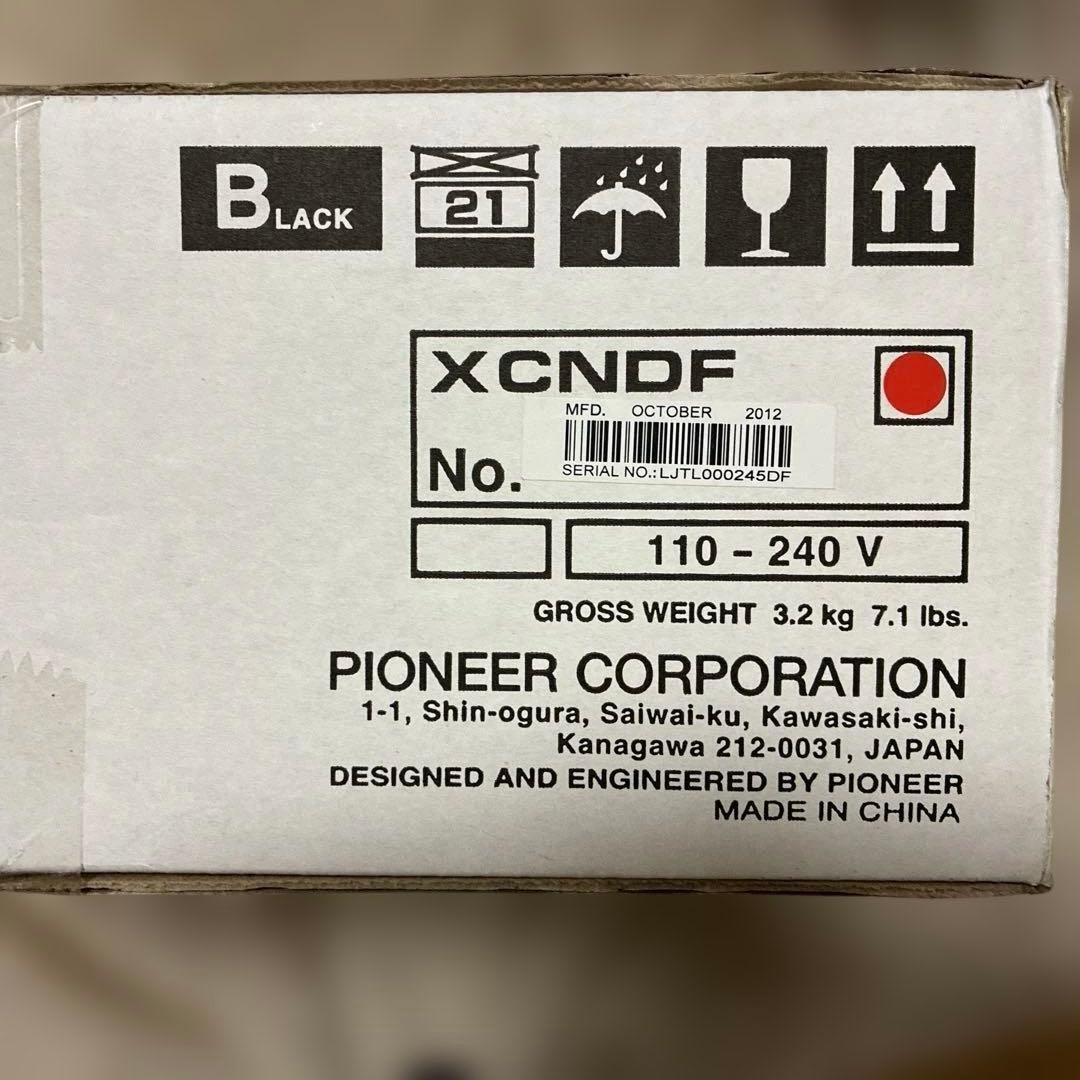 BLACK
21
XCNDF
MFD. OCTOBER 2012
SERIAL NO.:LJTL000245DF
No.
110 – 240 V
GROSS WEIGHT 3.2 kg 7.1 lbs.
PIONEER CORPORATION
1-1, Shin-ogura, Saiwai-ku, Kawasaki-shi,
Kanagawa 212-0031, JAPAN
DESIGNED AND ENGINEERED BY PIONEER
MADE IN CHINA